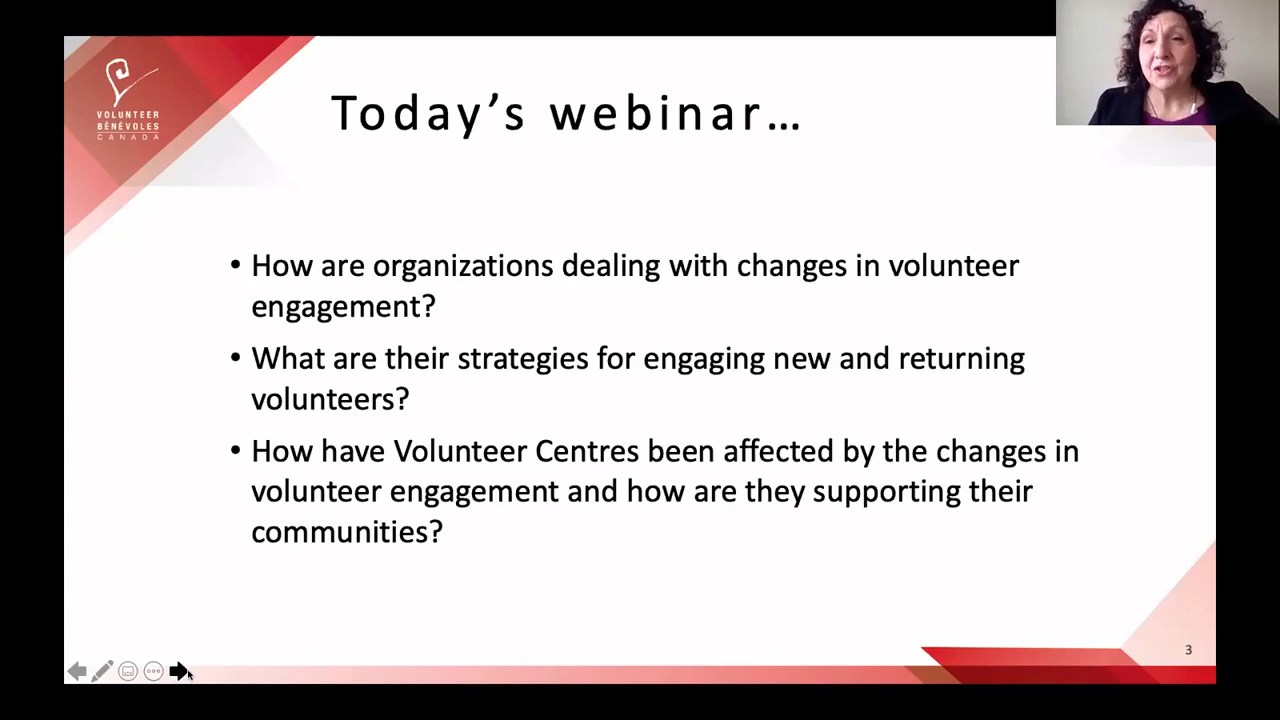 VOLUNTEER
BÉNÉVOLES
CANADA
Today's webinar…
• How are organizations dealing with changes in volunteer
engagement?
• What are their strategies for engaging new and returning
volunteers?
• How have Volunteer Centres been affected by the changes in
volunteer engagement and how are they supporting their
communities?
3